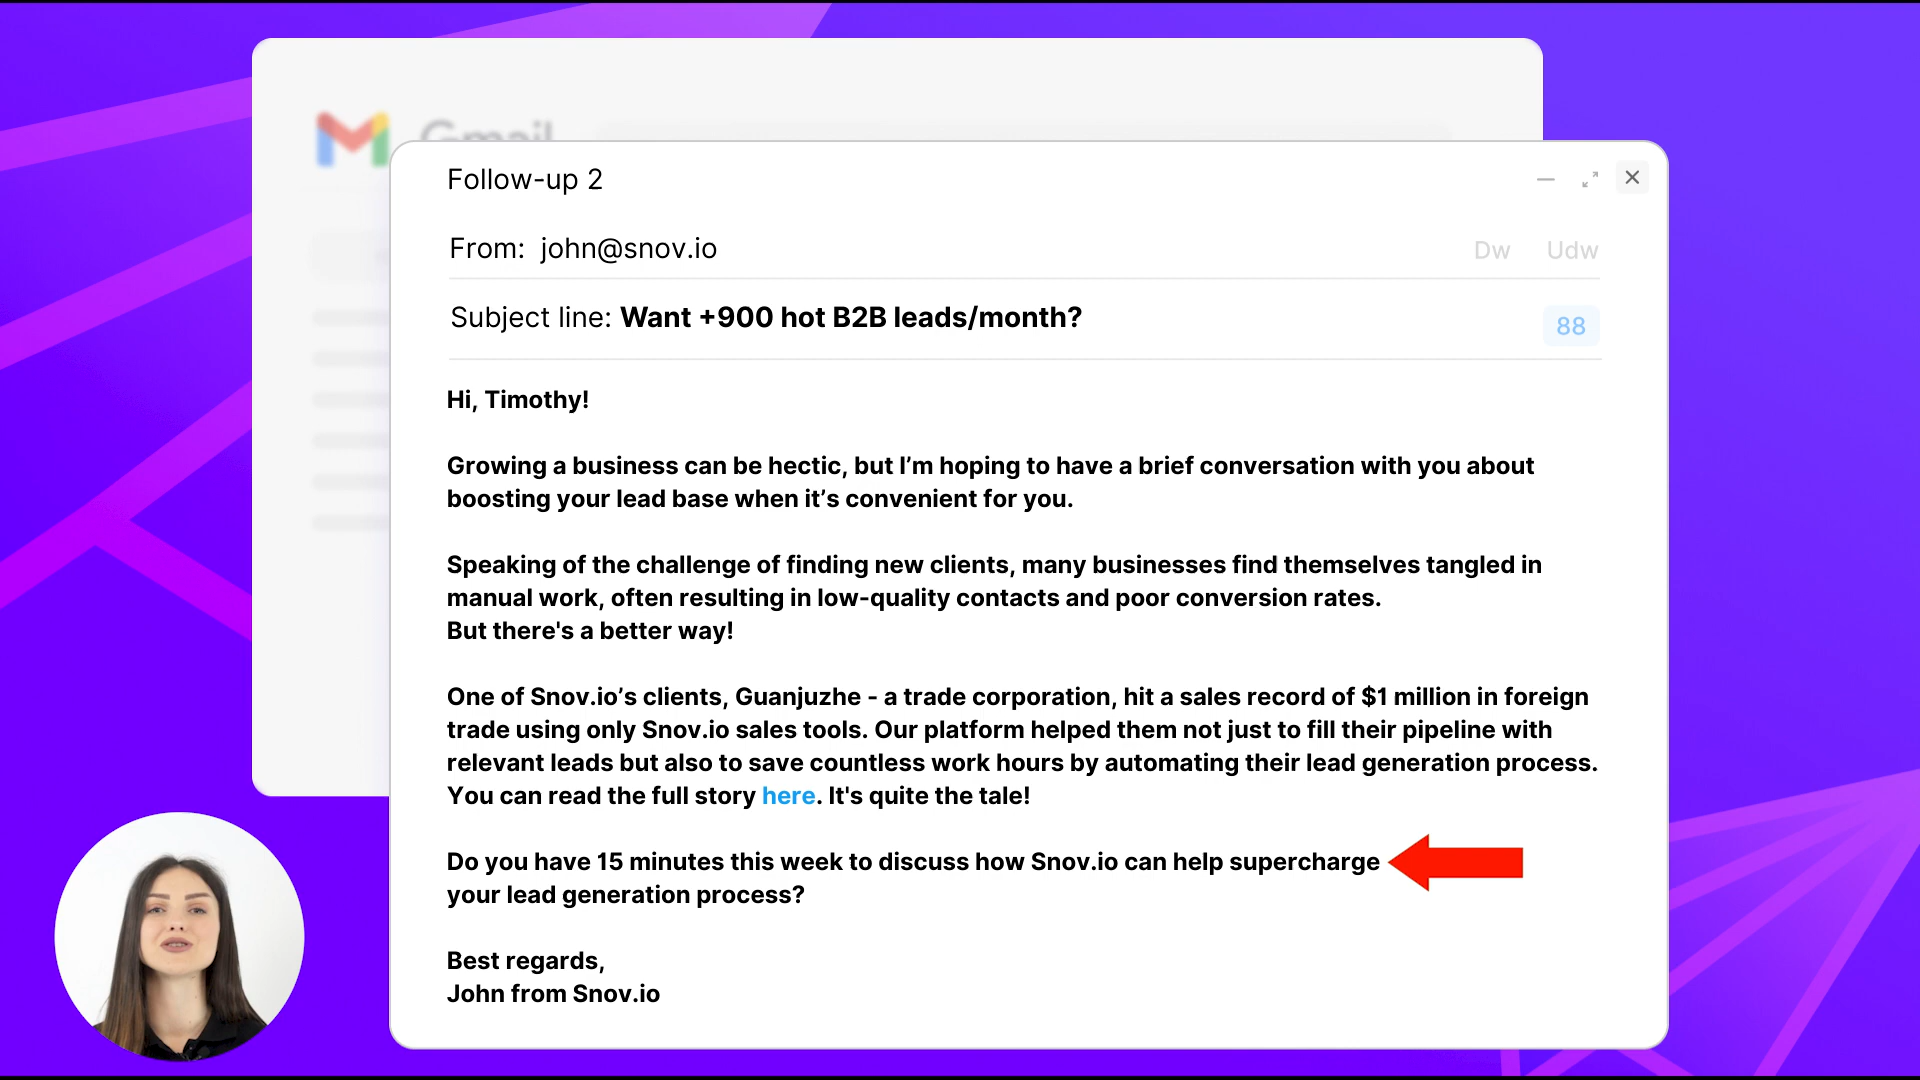 Gmail
Follow-up 2
From: john@snov.io
Dw Udw
Subject line: Want +900 hot B2B leads/month?
88
Hi, Timothy!
Growing a business can be hectic, but I’m hoping to have a brief conversation with you about
boosting your lead base when it’s convenient for you.
Speaking of the challenge of finding new clients, many businesses find themselves tangled in
manual work, often resulting in low-quality contacts and poor conversion rates.
But there's a better way!
One of Snov.io’s clients, Guanjuzhe - a trade corporation, hit a sales record of $1 million in foreign
trade using only Snov.io sales tools. Our platform helped them not just to fill their pipeline with
relevant leads but also to save countless work hours by automating their lead generation process.
You can read the full story here. It's quite the tale!
Do you have 15 minutes this week to discuss how Snov.io can help supercharge
your lead generation process?
Best regards,
John from Snov.io